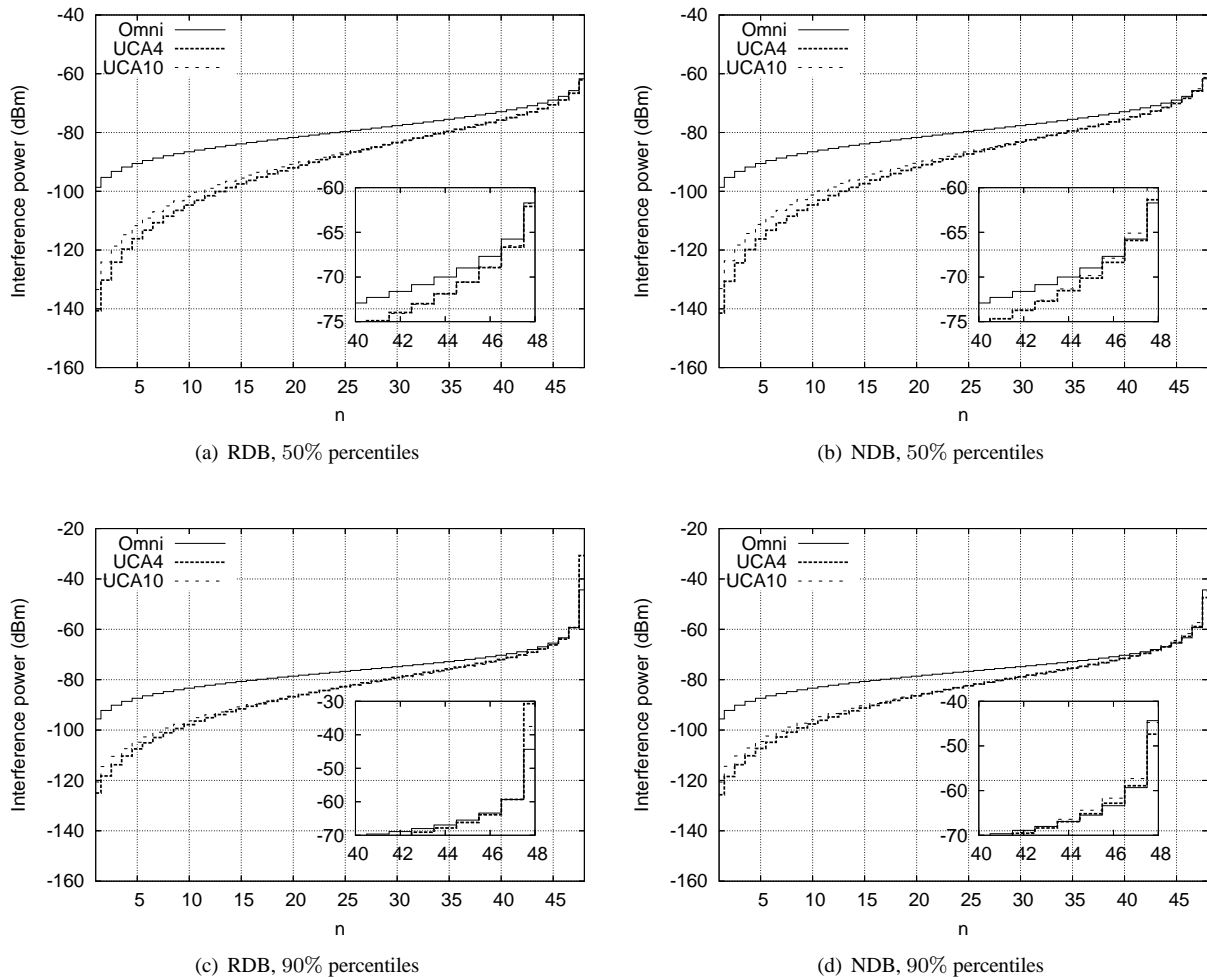 -40
-60
-80
-100
-120
-140
-160
Interference power (dBm)
Omni
UCA4
UCA10
-60
-65
-70
-75
40 42 44 46 48
5 10 15 20 25 30 35 40 45
n
(a) RDB, 50% percentiles
-40
-60
-80
-100
-120
-140
-160
Interference power (dBm)
Omni
UCA4
UCA10
-60
-65
-70
-75
40 42 44 46 48
5 10 15 20 25 30 35 40 45
n
(b) NDB, 50% percentiles
-20
-40
-60
-80
-100
-120
-140
-160
Interference power (dBm)
Omni
UCA4
UCA10
-30
-40
-50
-60
-70
40 42 44 46 48
5 10 15 20 25 30 35 40 45
n
(c) RDB, 90% percentiles
-20
-40
-60
-80
-100
-120
-140
-160
Interference power (dBm)
Omni
UCA4
UCA10
-40
-50
-60
-70
40 42 44 46 48
5 10 15 20 25 30 35 40 45
n
(d) NDB, 90% percentiles